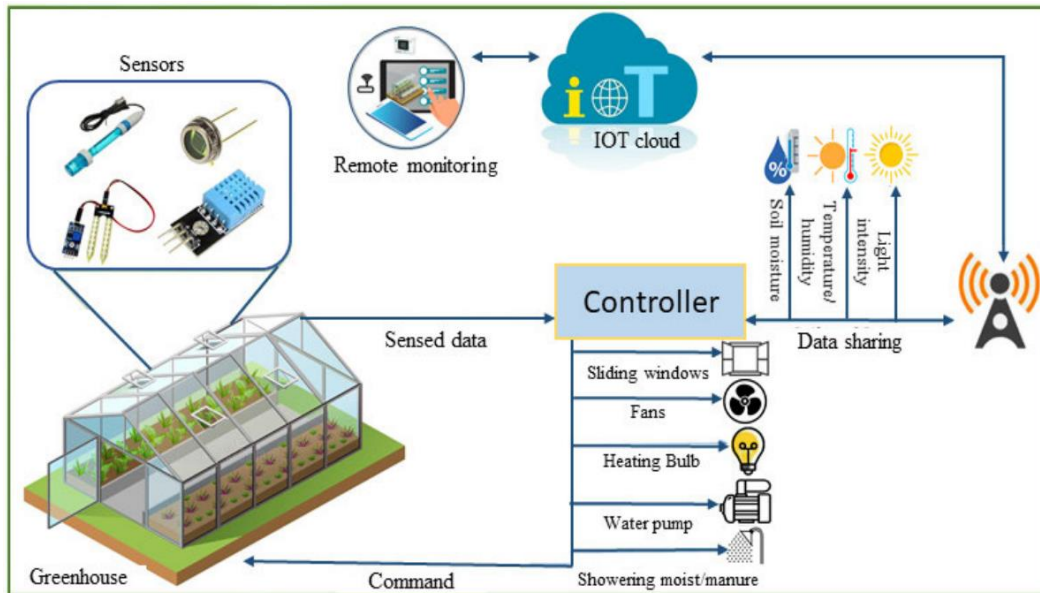 Sensors
Remote monitoring
IoT
IOT cloud
%
Soil moisture
Temperature/
humidity
Light
intensity
Controller
Sensed data
Data sharing
Sliding windows
Fans
Heating Bulb
Water pump
Showering moist/manure
Greenhouse
Command